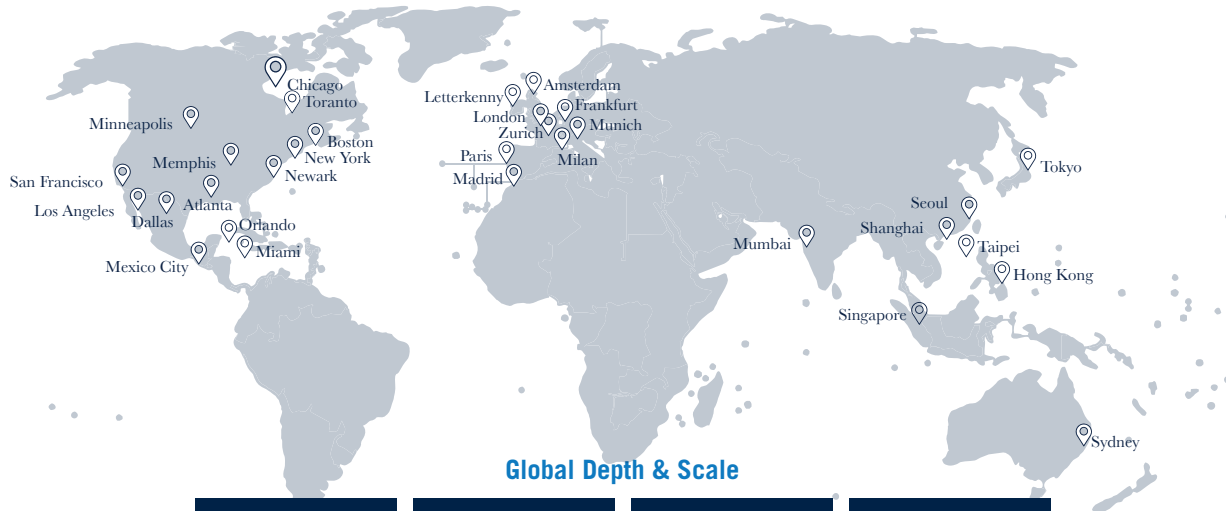 Chicago
Toranto
Minneapolis
Boston
New York
Memphis
Newark
San Francisco
Los Angeles
Dallas
Atlanta
Orlando
Miami
Mexico City
Letterkenny
Amsterdam
Frankfurt
London
Zurich
Munich
Paris
Milan
Madrid
Mumbai
Tokyo
Seoul
Shanghai
Taipei
Hong Kong
Singapore
Sydney
Global Depth & Scale